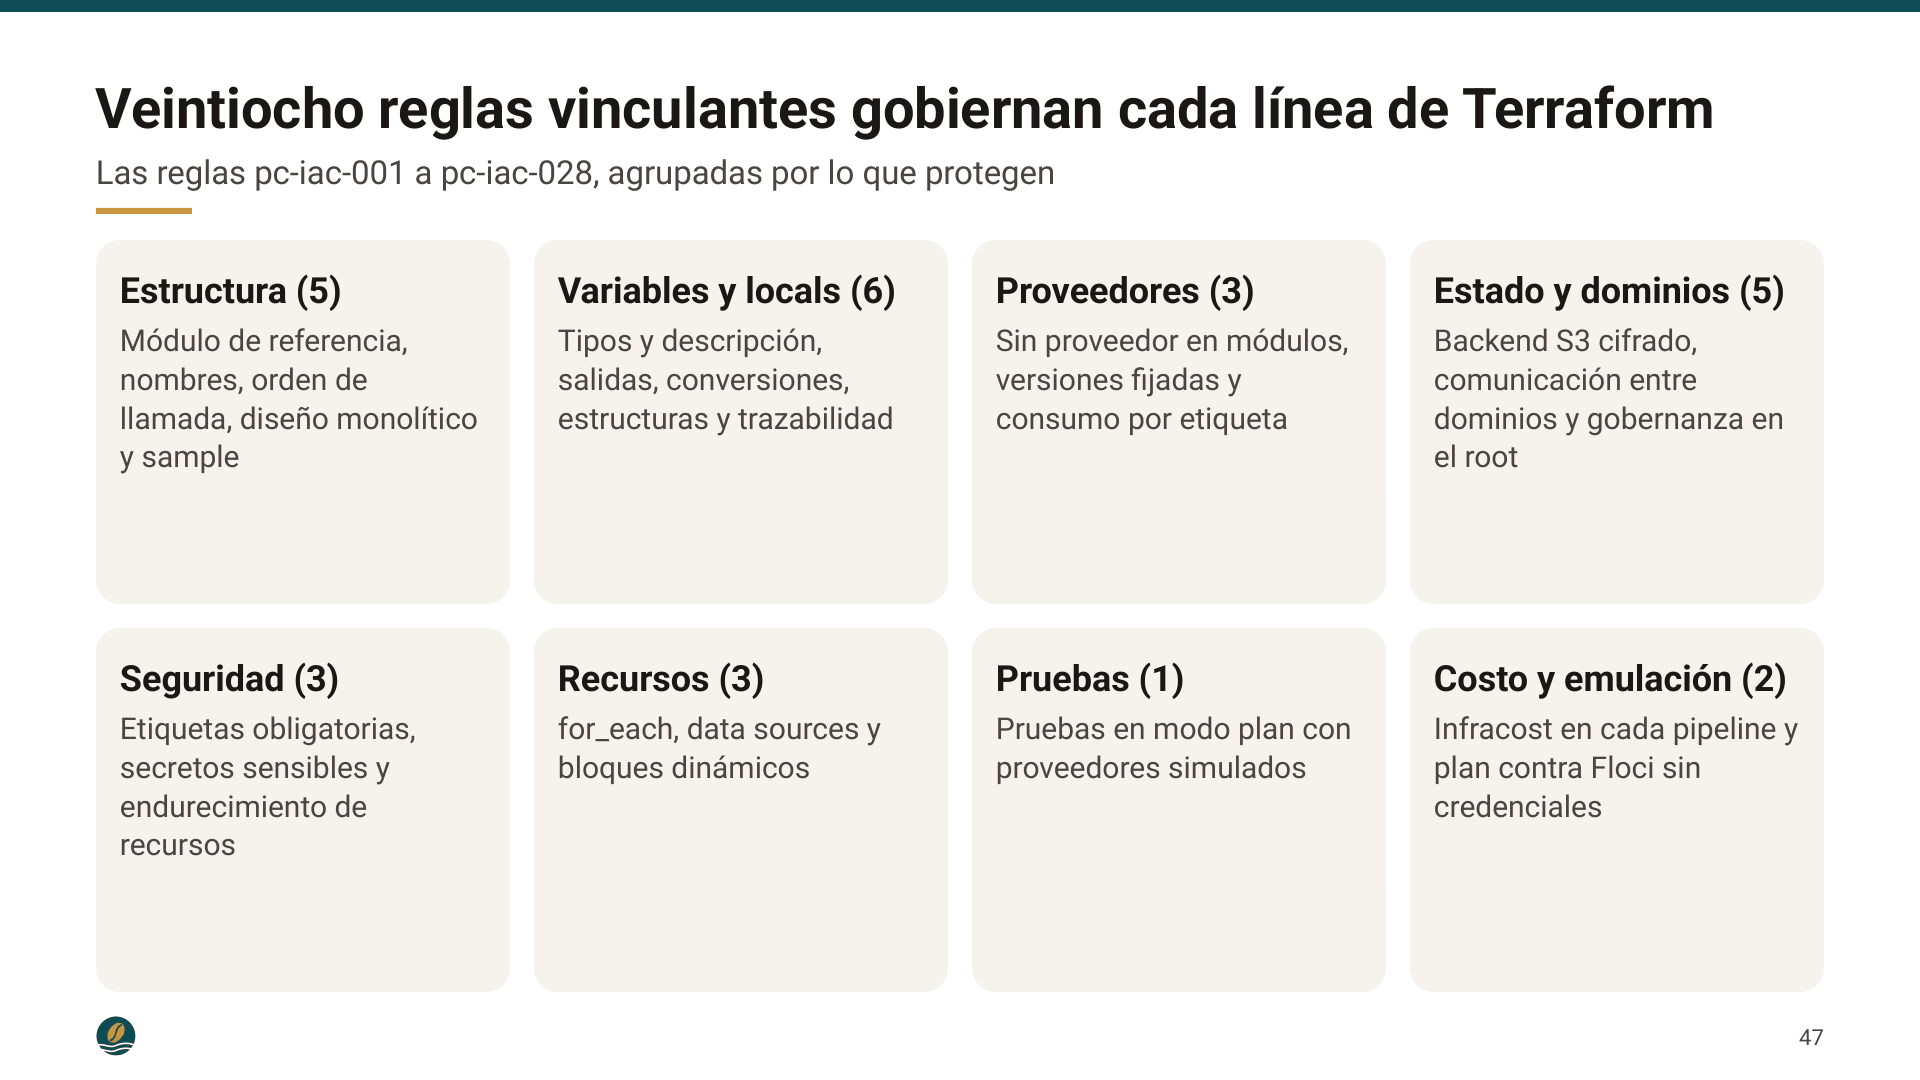 Veintiocho reglas vinculantes gobiernan cada línea de Terraform
Las reglas pc-iac-001 a pc-iac-028, agrupadas por lo que protegen
Estructura (5)
Módulo de referencia,
nombres, orden de
llamada, diseño monolítico
y sample
Variables y locals (6)
Tipos y descripción,
salidas, conversiones,
estructuras y trazabilidad
Proveedores (3)
Sin proveedor en módulos,
versiones fijadas y
consumo por etiqueta
Estado y dominios (5)
Backend S3 cifrado,
comunicación entre
dominios y gobernanza en
el root
Seguridad (3)
Etiquetas obligatorias,
secretos sensibles y
endurecimiento de
recursos
Recursos (3)
for_each, data sources y
bloques dinámicos
Pruebas (1)
Pruebas en modo plan con
proveedores simulados
Costo y emulación (2)
Infracost en cada pipeline y
plan contra Floci sin
credenciales
47